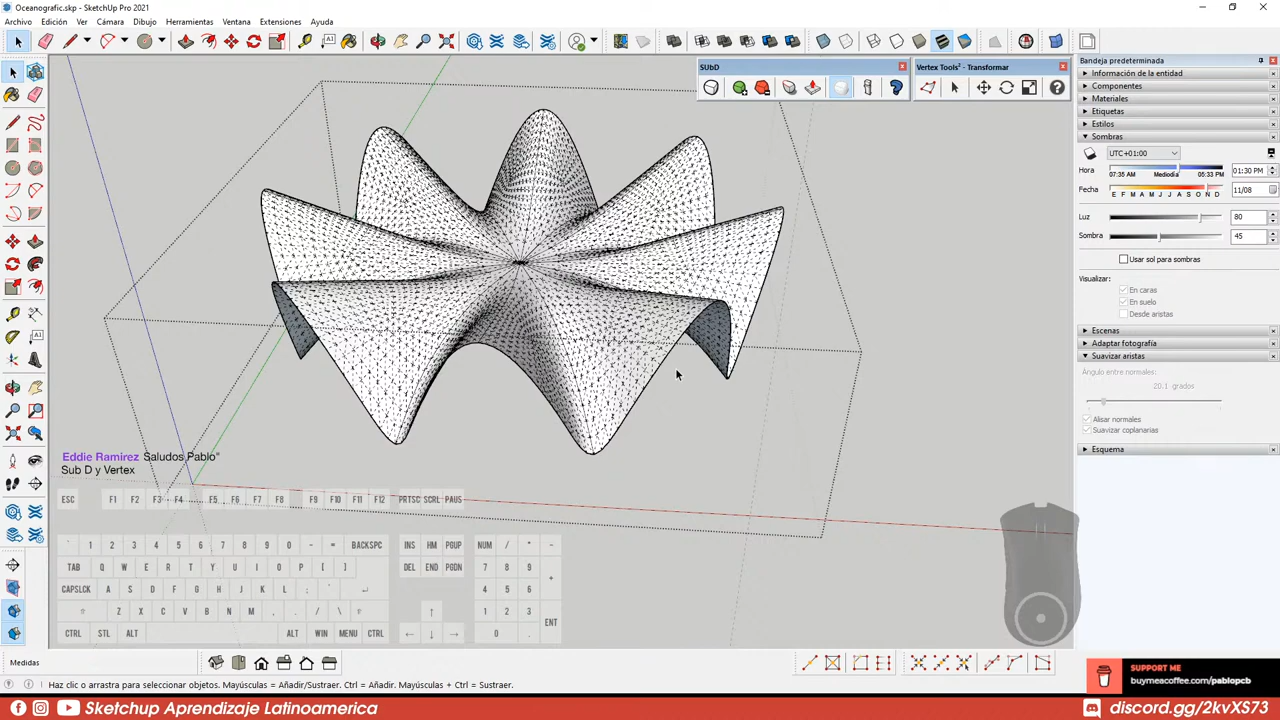 Oceanografic.skp - SketchUp Pro 2021
Archivo Edición Ver Cámara Dibujo Herramientas Ventana Extensiones Ayuda
SUbD
Vertex Tools² - Transformar
Bandeja predeterminada
Información de la entidad
Componentes
Materiales
Etiquetas
Estilos
Sombras
UTC+01:00
Hora
07:35 AM Mediodía 05:33 PM
01:30 PM
Fecha
E F M A M J J A S O N D
11/08
Luz
80
Sombra
45
Usar sol para sombras
Visualizar:
En caras
En suelo
Desde aristas
Escenas
Adaptar fotografía
Suavizar aristas
Ángulo entre normales:
20.1 grados
Alisar normales
Suavizar coplanarias
Esquema
Eddie Ramirez Saludos Pablo
Sub D y Vertex
ESC F1 F2 F3 F4 F5 F6 F7 F8 F9 F10 F11 F12 PRTSC SCRL PAUS
` 1 2 3 4 5 6 7 8 9 0 - = BACKSPC INS HM PGUP NUM / * -
TAB Q W E R T Y U I O P [ ] DEL END PGDN 7 8 9 +
CAPSLCK A S D F G H J K L ; ' 4 5 6
Z X C V B N M , . / \ 1 2 3 ENT
CTRL STL ALT ALT WIN MENU CTRL 0 .
Medidas
Haz clic o arrastra para seleccionar objetos. Mayúsculas = Añadir/Sustraer. Ctrl = Añadir. Mayúsculas + Ctrl = Sustraer.
SUPPORT ME
buymeacoffee.com/pablopcb
Sketchup Aprendizaje Latinoamerica
discord.gg/2kvXS73